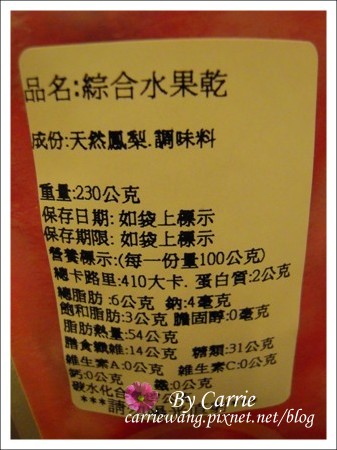 品名:綜合水果乾
成份:天然鳳梨.調味料
重量:230公克
保存日期: 如袋上標示
保存期限: 如袋上標示
營養標示:(每一份量100公克)
總卡路里:410大卡. 蛋白質:2公克
總脂肪 :6公克 鈉:4毫克
飽和脂肪:3公克 膽固醇:0毫克
脂肪熱量:54公克
膳食纖維:14公克 糖類:31公克
維生素A:0公克 維生素C:0公克
鈣:0公克 鐵:0公克
碳水化合
***請
By Carrie
carriewang.pixnet.net/blog